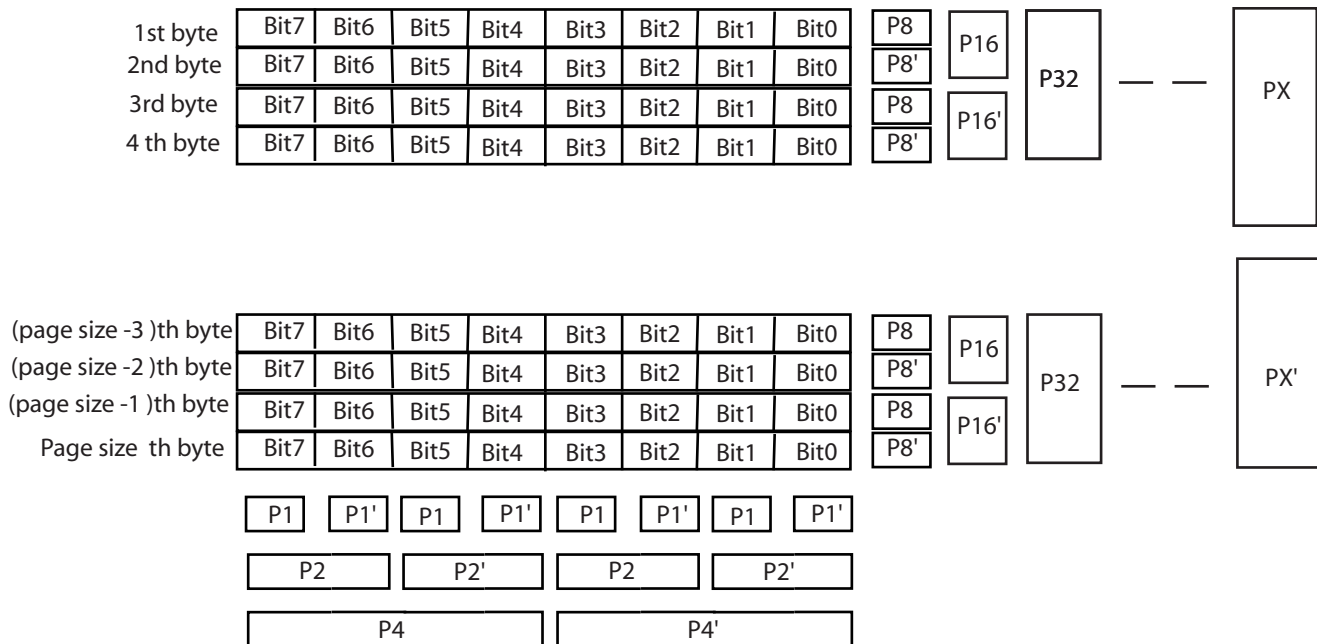 1st byte Bit7 Bit6 Bit5 Bit4 Bit3 Bit2 Bit1 Bit0 P8 P16 P32 PX
2nd byte Bit7 Bit6 Bit5 Bit4 Bit3 Bit2 Bit1 Bit0 P8'
3rd byte Bit7 Bit6 Bit5 Bit4 Bit3 Bit2 Bit1 Bit0 P8 P16'
4 th byte Bit7 Bit6 Bit5 Bit4 Bit3 Bit2 Bit1 Bit0 P8'
(page size -3 )th byte Bit7 Bit6 Bit5 Bit4 Bit3 Bit2 Bit1 Bit0 P8 P16 P32 PX'
(page size -2 )th byte Bit7 Bit6 Bit5 Bit4 Bit3 Bit2 Bit1 Bit0 P8'
(page size -1 )th byte Bit7 Bit6 Bit5 Bit4 Bit3 Bit2 Bit1 Bit0 P8 P16'
Page size th byte Bit7 Bit6 Bit5 Bit4 Bit3 Bit2 Bit1 Bit0 P8'
P1 P1' P1 P1' P1 P1' P1 P1'
P2 P2' P2 P2'
P4 P4'